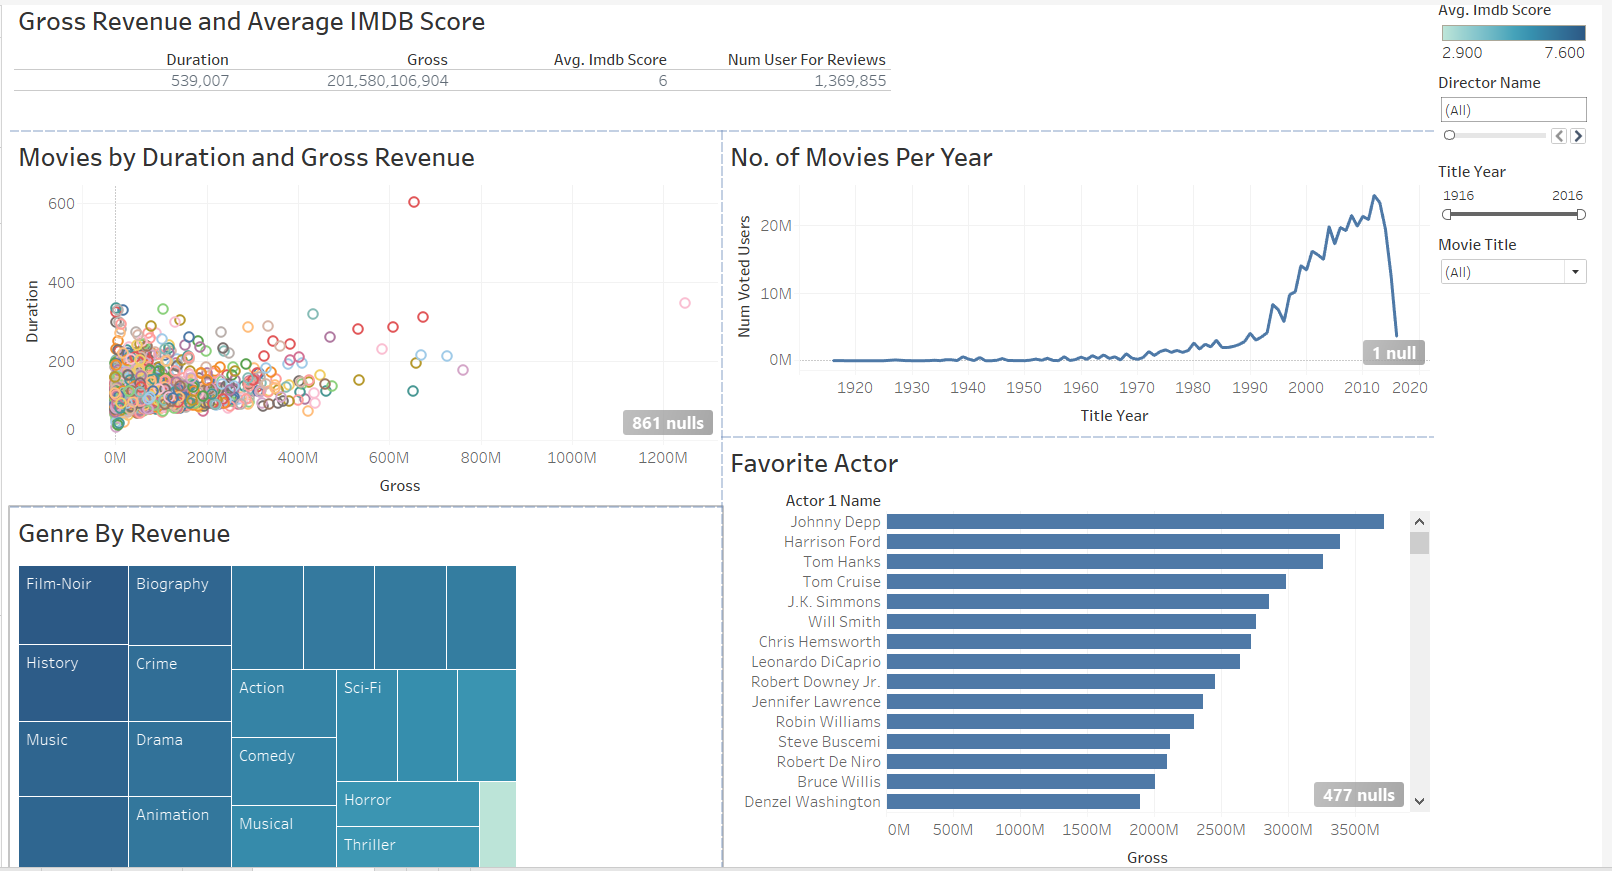 Gross Revenue and Average IMDB Score
Duration Gross Avg. Imdb Score Num User For Reviews
539,007 201,580,106,904 6 1,369,855
Avg. Imdb Score
2.900 7.600
Director Name
(All)
Title Year
1916 2016
Movie Title
(All)
Movies by Duration and Gross Revenue
Duration
600
400
200
0
861 nulls
0M 200M 400M 600M 800M 1000M 1200M
Gross
No. of Movies Per Year
Num Voted Users
20M
10M
0M
1 null
1920 1930 1940 1950 1960 1970 1980 1990 2000 2010 2020
Title Year
Genre By Revenue
Film-Noir
Biography
History
Crime
Music
Drama
Animation
Action
Sci-Fi
Comedy
Musical
Horror
Thriller
Favorite Actor
Actor 1 Name
Johnny Depp
Harrison Ford
Tom Hanks
Tom Cruise
J.K. Simmons
Will Smith
Chris Hemsworth
Leonardo DiCaprio
Robert Downey Jr.
Jennifer Lawrence
Robin Williams
Steve Buscemi
Robert De Niro
Bruce Willis
Denzel Washington
477 nulls
0M 500M 1000M 1500M 2000M 2500M 3000M 3500M
Gross